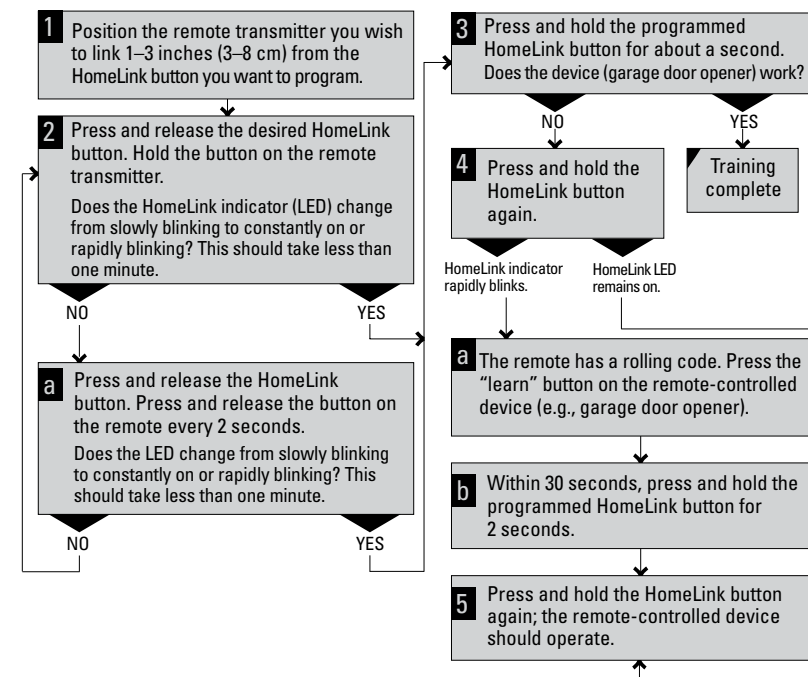 1
Position the remote transmitter you wish
to link 1–3 inches (3–8 cm) from the
HomeLink button you want to program.
2
Press and release the desired HomeLink
button. Hold the button on the remote
transmitter.
Does the HomeLink indicator (LED) change
from slowly blinking to constantly on or
rapidly blinking? This should take less than
one minute.
NO
YES
a
Press and release the HomeLink
button. Press and release the button on
the remote every 2 seconds.
Does the LED change from slowly blinking
to constantly on or rapidly blinking? This
should take less than one minute.
NO
YES
3
Press and hold the programmed
HomeLink button for about a second.
Does the device (garage door opener) work?
NO
YES
4
Press and hold the
HomeLink button
again.
Training
complete
HomeLink indicator
rapidly blinks.
HomeLink LED
remains on.
a
The remote has a rolling code. Press the
“learn” button on the remote-controlled
device (e.g., garage door opener).
b
Within 30 seconds, press and hold the
programmed HomeLink button for
2 seconds.
5
Press and hold the HomeLink button
again; the remote-controlled device
should operate.